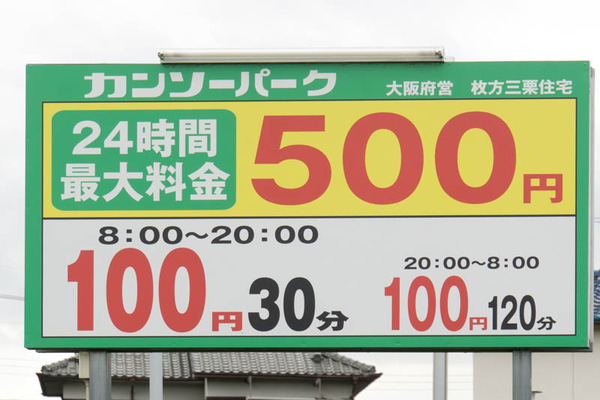 カンソーパーク 大阪府営 枚方三栗住宅
24時間
最大料金
500円
8:00～20:00
100円30分
20:00～8:00
100円120分